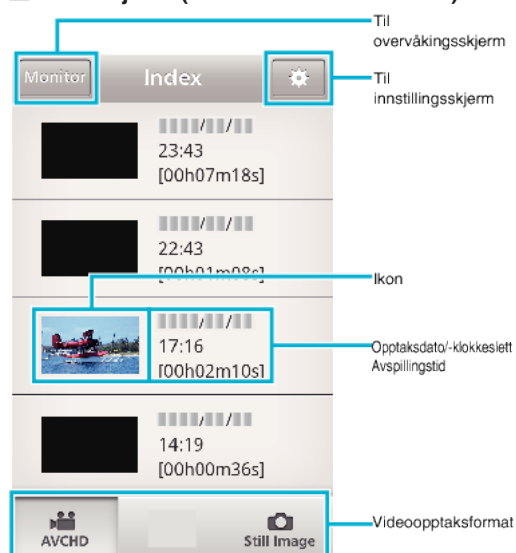 Til
overvåkingsskjerm
Monitor
Index
Til
innstillingsskjerm
23:43
[00h07m18s]
22:43
[00h01m08s]
Ikon
17:16
[00h02m10s]
Opptaksdato/-klokkeslett
Avspillingstid
14:19
[00h00m36s]
AVCHD
Still Image
Videoopptaksformat